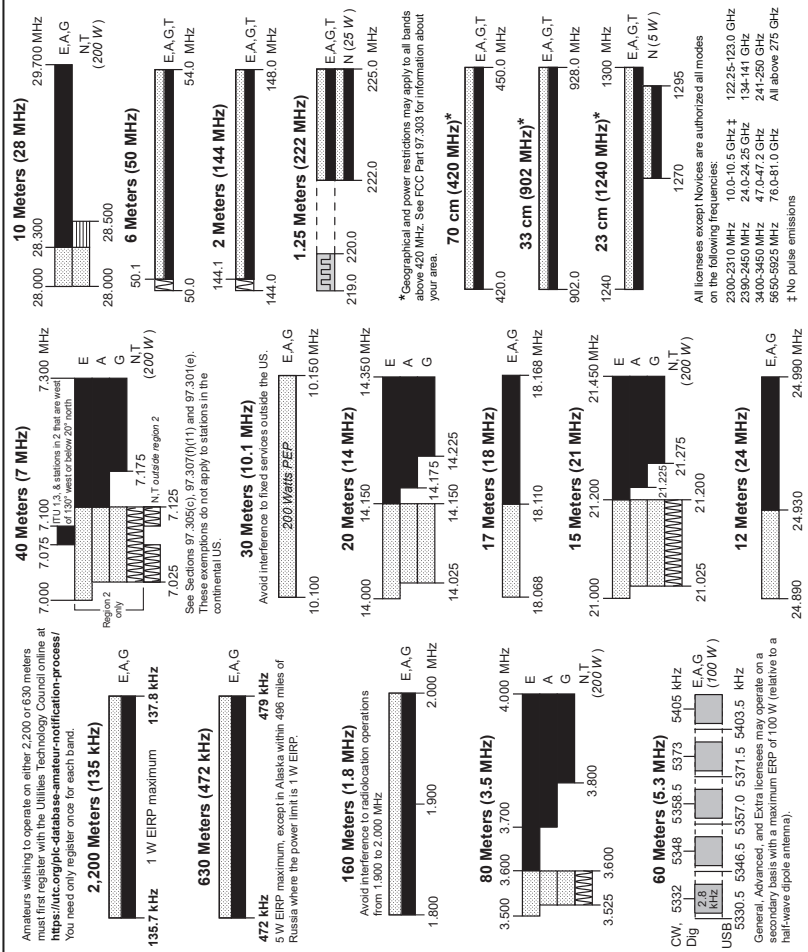 Amateurs wishing to operate on either 2,200 or 630 meters
must first register with the Utilities Technology Council online at
https://utc.org/plc-database-amateur-notification-process/
You need only register once for each band.
2,200 Meters (135 kHz)
E,A,G
135.7 kHz 1 W EIRP maximum 137.8 kHz
630 Meters (472 kHz)
E,A,G
472 kHz 479 kHz
5 W EIRP maximum, except in Alaska within 496 miles of
Russia where the power limit is 1 W EIRP.
160 Meters (1.8 MHz)
Avoid interference to radiolocation operations
from 1.900 to 2.000 MHz
E,A,G
1.800 1.900 2.000 MHz
80 Meters (3.5 MHz)
3.500 3.600 3.700 4.000 MHz
E
A
G
N,T
(200 W)
3.525 3.600 3.800
60 Meters (5.3 MHz)
CW, Dig 5332 5348 5358.5 5373 5405 kHz
2.8 kHz
E,A,G
(100 W)
USB 5330.5 5346.5 5357.0 5371.5 5403.5 kHz
General, Advanced, and Extra licensees may operate on a
secondary basis with a maximum ERP of 100 W (relative to a
half-wave dipole antenna).
40 Meters (7 MHz)
7.000 7.075 7.100 7.300 MHz
ITU 1,3, & stations in 2 that are west
of 130° west or below 20° north
Region 2
only
E
A
G
N,T
(200 W)
7.175
N,T outside region 2
7.025 7.125
See Sections 97.305(c), 97.307(f)(11) and 97.301(e).
These exemptions do not apply to stations in the
continental US.
30 Meters (10.1 MHz)
Avoid interference to fixed services outside the US.
200 Watts PEP
E,A,G
10.100 10.150 MHz
20 Meters (14 MHz)
14.000 14.150 14.350 MHz
E
A
G
14.175
14.025 14.150 14.225
17 Meters (18 MHz)
E,A,G
18.068 18.110 18.168 MHz
15 Meters (21 MHz)
21.000 21.200 21.450 MHz
E
A
G
N,T
(200 W)
21.225
21.275
21.025 21.200
12 Meters (24 MHz)
E,A,G
24.890 24.930 24.990 MHz
10 Meters (28 MHz)
28.000 28.300 29.700 MHz
E,A,G
N,T
(200 W)
28.000 28.500
6 Meters (50 MHz)
50.1
E,A,G,T
50.0 54.0 MHz
2 Meters (144 MHz)
144.1
E,A,G,T
144.0 148.0 MHz
1.25 Meters (222 MHz)
E,A,G,T
N (25 W)
219.0 220.0 222.0 225.0 MHz
*Geographical and power restrictions may apply to all bands
above 420 MHz. See FCC Part 97.303 for information about
your area.
70 cm (420 MHz)*
E,A,G,T
420.0 450.0 MHz
33 cm (902 MHz)*
E,A,G,T
902.0 928.0 MHz
23 cm (1240 MHz)*
1240 1300 MHz
E,A,G,T
N (5 W)
1270 1295
All licensees except Novices are authorized all modes
on the following frequencies:
2300-2310 MHz 10.0-10.5 GHz ‡ 122.25-123.0 GHz
2390-2450 MHz 24.0-24.25 GHz 134-141 GHz
3400-3450 MHz 47.0-47.2 GHz 241-250 GHz
5650-5925 MHz 76.0-81.0 GHz All above 275 GHz
‡ No pulse emissions